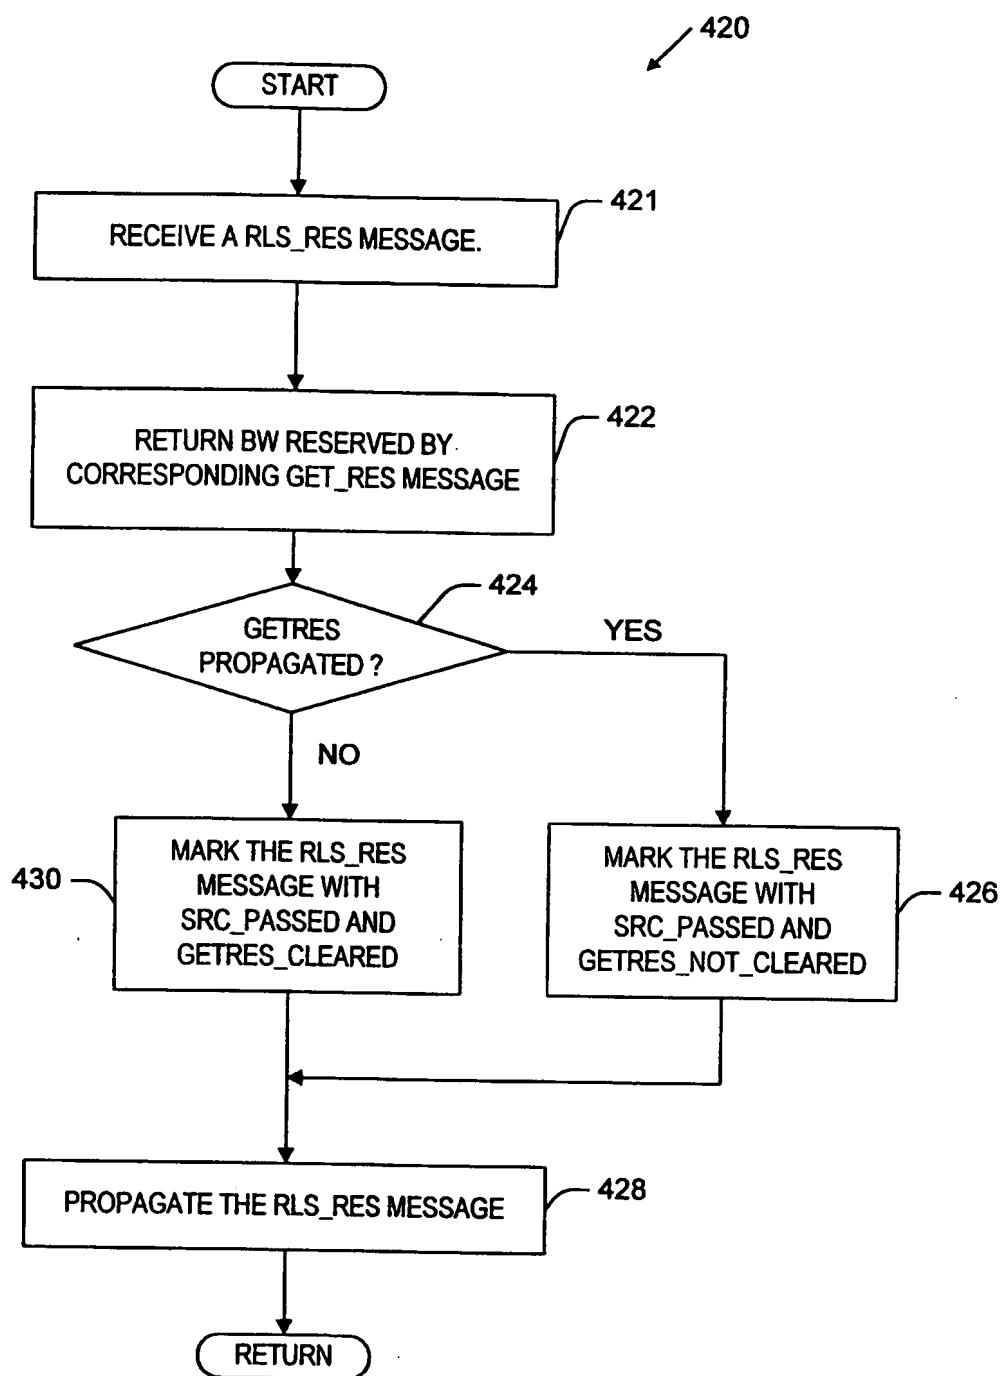 420
START
421
RECEIVE A RLS_RES MESSAGE.
422
RETURN BW RESERVED BY
CORRESPONDING GET_RES MESSAGE
424
GETRES
PROPAGATED ?
YES
NO
430
MARK THE RLS_RES
MESSAGE WITH
SRC_PASSED AND
GETRES_CLEARED
MARK THE RLS_RES
MESSAGE WITH
SRC_PASSED AND
GETRES_NOT_CLEARED
426
PROPAGATE THE RLS_RES MESSAGE
428
RETURN